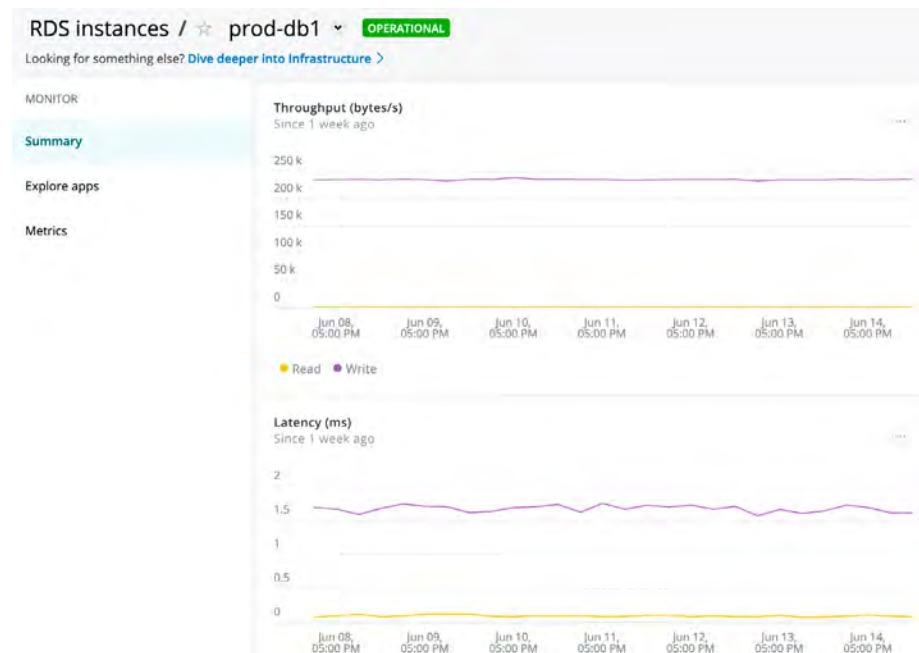 RDS instances / ☆ prod-db1 OPERATIONAL
Looking for something else? Dive deeper into Infrastructure >
MONITOR
Summary
Explore apps
Metrics
Throughput (bytes/s)
Since 1 week ago
...
250 k
200 k
150 k
100 k
50 k
0
Jun 08, Jun 09, Jun 10, Jun 11, Jun 12, Jun 13, Jun 14,
05:00 PM 05:00 PM 05:00 PM 05:00 PM 05:00 PM 05:00 PM 05:00 PM
Read Write
Latency (ms)
Since 1 week ago
...
2
1.5
1
0.5
0
Jun 08, Jun 09, Jun 10, Jun 11, Jun 12, Jun 13, Jun 14,
05:00 PM 05:00 PM 05:00 PM 05:00 PM 05:00 PM 05:00 PM 05:00 PM